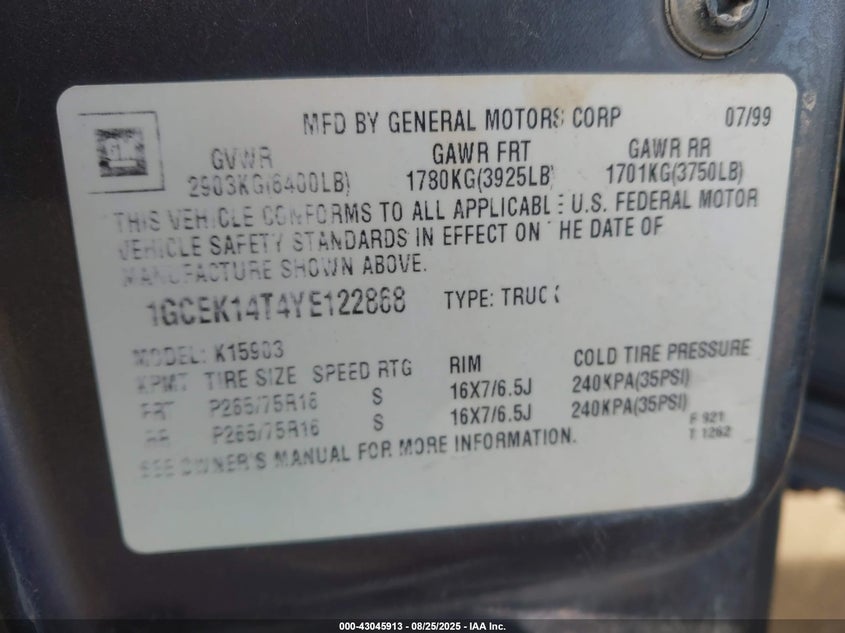 GM
MFD BY GENERAL MOTORS CORP 07/99
GVWR GAWR FRT GAWR RR
2903KG(6400LB) 1780KG(3925LB) 1701KG(3750LB)
THIS VEHICLE CONFORMS TO ALL APPLICABLE U.S. FEDERAL MOTOR
VEHICLE SAFETY STANDARDS IN EFFECT ON THE DATE OF
MANUFACTURE SHOWN ABOVE.
1GCEK14T4YE122868 TYPE: TRUCK
MODEL: K15903
KPMT TIRE SIZE SPEED RTG RIM COLD TIRE PRESSURE
FRT P265/75R16 S 16X7/6.5J 240KPA(35PSI)
RR P265/75R16 S 16X7/6.5J 240KPA(35PSI)
F 921
T 1262
SEE OWNER'S MANUAL FOR MORE INFORMATION.
000-43045913 - 08/25/2025 - IAA Inc.